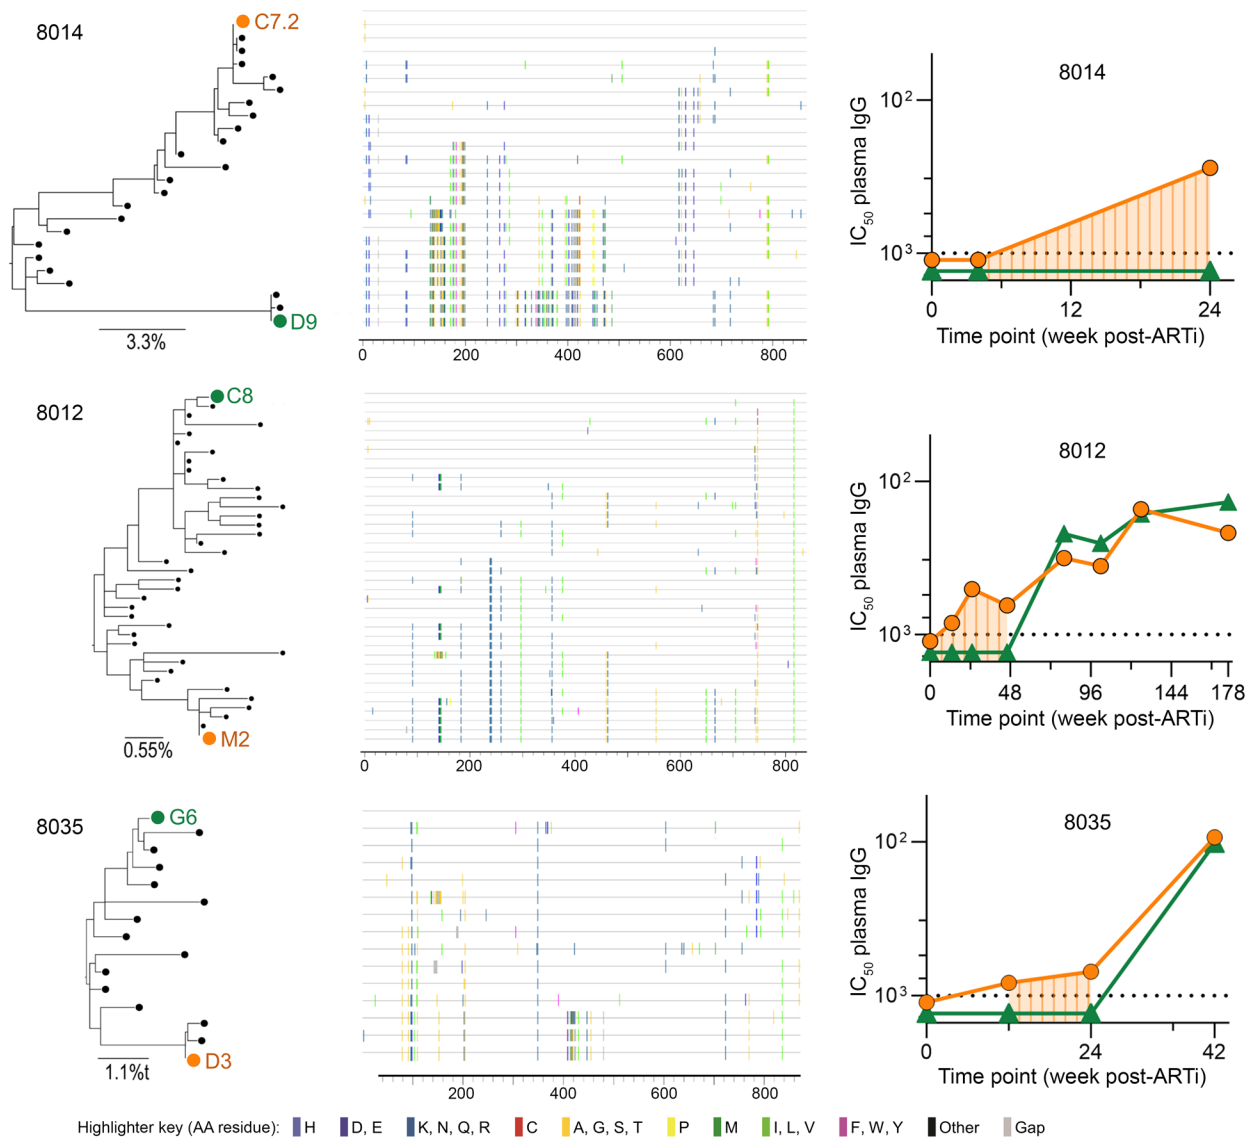 8014
C7.2
D9
3.3%
0 200 400 600 800
8014
IC50 plasma IgG
10²
10³
0 12 24
Time point (week post-ARTi)
8012
C8
M2
0.55%
0 200 400 600 800
8012
IC50 plasma IgG
10²
10³
0 48 96 144 178
Time point (week post-ARTi)
8035
G6
D3
1.1%t
200 400 600 800
8035
IC50 plasma IgG
10²
10³
0 24 42
Time point (week post-ARTi)
Highlighter key (AA residue): H D, E K, N, Q, R C A, G, S, T P M I, L, V F, W, Y Other Gap